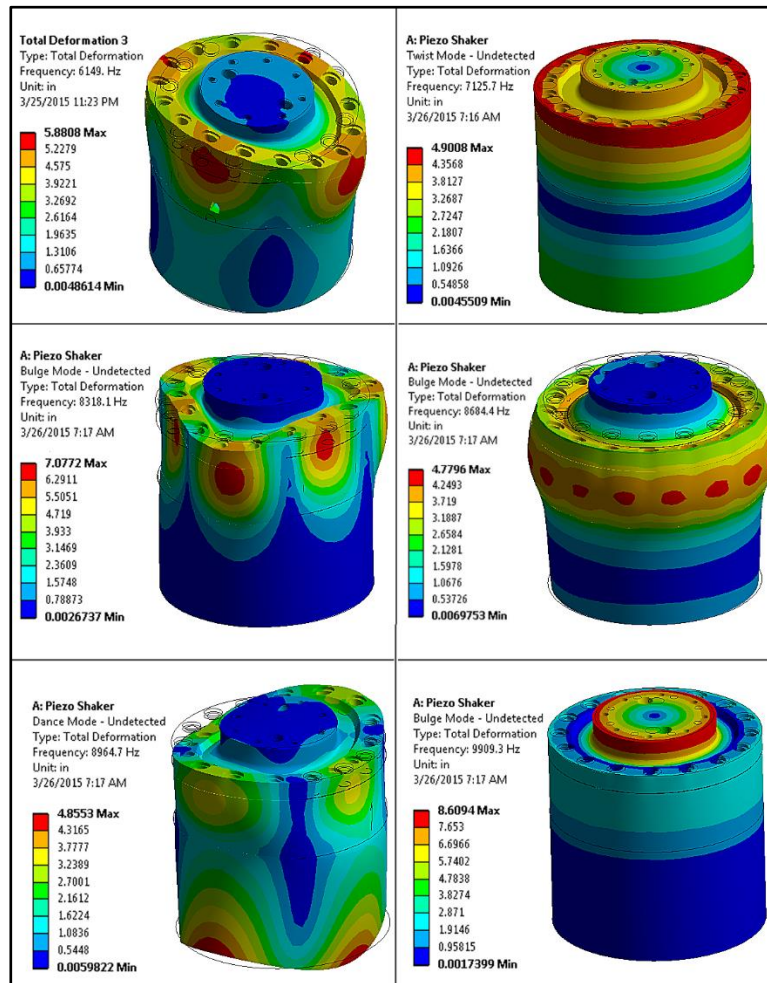 Total Deformation 3
Type: Total Deformation
Frequency: 6149. Hz
Unit: in
3/25/2015 11:23 PM
5.8808 Max
5.2279
4.575
3.9221
3.2692
2.6164
1.9635
1.3106
0.65774
0.0048614 Min
A: Piezo Shaker
Twist Mode - Undetected
Type: Total Deformation
Frequency: 7125.7 Hz
Unit: in
3/26/2015 7:16 AM
4.9008 Max
4.3568
3.8127
3.2687
2.7247
2.1807
1.6366
1.0926
0.54858
0.0045509 Min
A: Piezo Shaker
Bulge Mode - Undetected
Type: Total Deformation
Frequency: 8318.1 Hz
Unit: in
3/26/2015 7:17 AM
7.0772 Max
6.2911
5.5051
4.719
3.933
3.1469
2.3609
1.5748
0.78873
0.0026737 Min
A: Piezo Shaker
Bulge Mode - Undetected
Type: Total Deformation
Frequency: 8684.4 Hz
Unit: in
3/26/2015 7:17 AM
4.7796 Max
4.2493
3.719
3.1887
2.6584
2.1281
1.5978
1.0676
0.53726
0.0069753 Min
A: Piezo Shaker
Dance Mode - Undetected
Type: Total Deformation
Frequency: 8964.7 Hz
Unit: in
3/26/2015 7:17 AM
4.8553 Max
4.3165
3.7777
3.2389
2.7001
2.1612
1.6224
1.0836
0.5448
0.0059822 Min
A: Piezo Shaker
Bulge Mode - Undetected
Type: Total Deformation
Frequency: 9909.3 Hz
Unit: in
3/26/2015 7:17 AM
8.6094 Max
7.653
6.6966
5.7402
4.7838
3.8274
2.871
1.9146
0.95815
0.0017399 Min